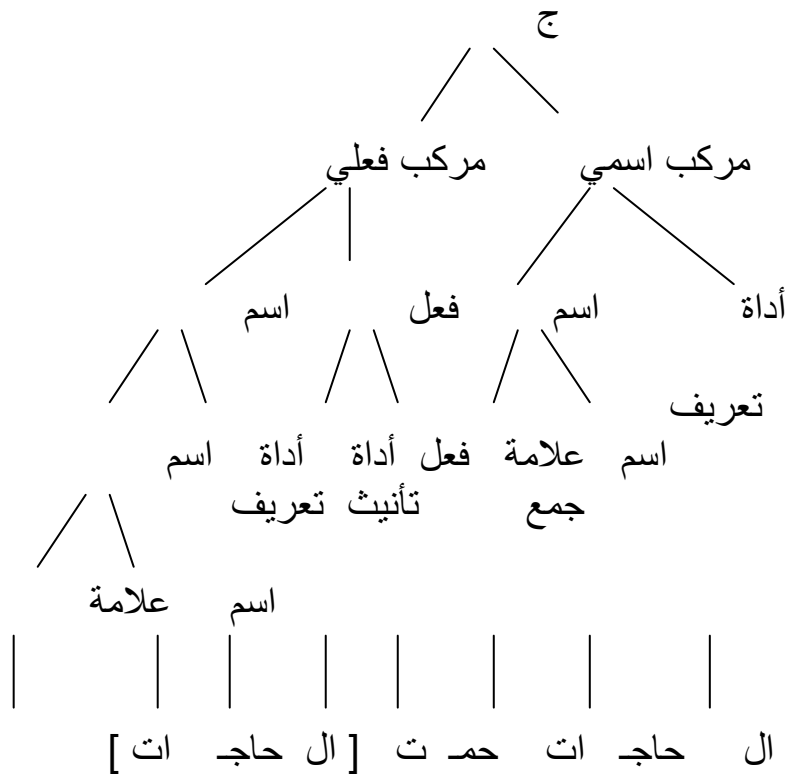 ج
مركب اسمي مركب فعلي
أداة اسم فعل اسم
تعريف
اسم علامة فعل أداة أداة اسم
جمع تأنيث تعريف
اسم علامة
ال حاجـ ات حمـ ت [ ال حاجـ ات ]